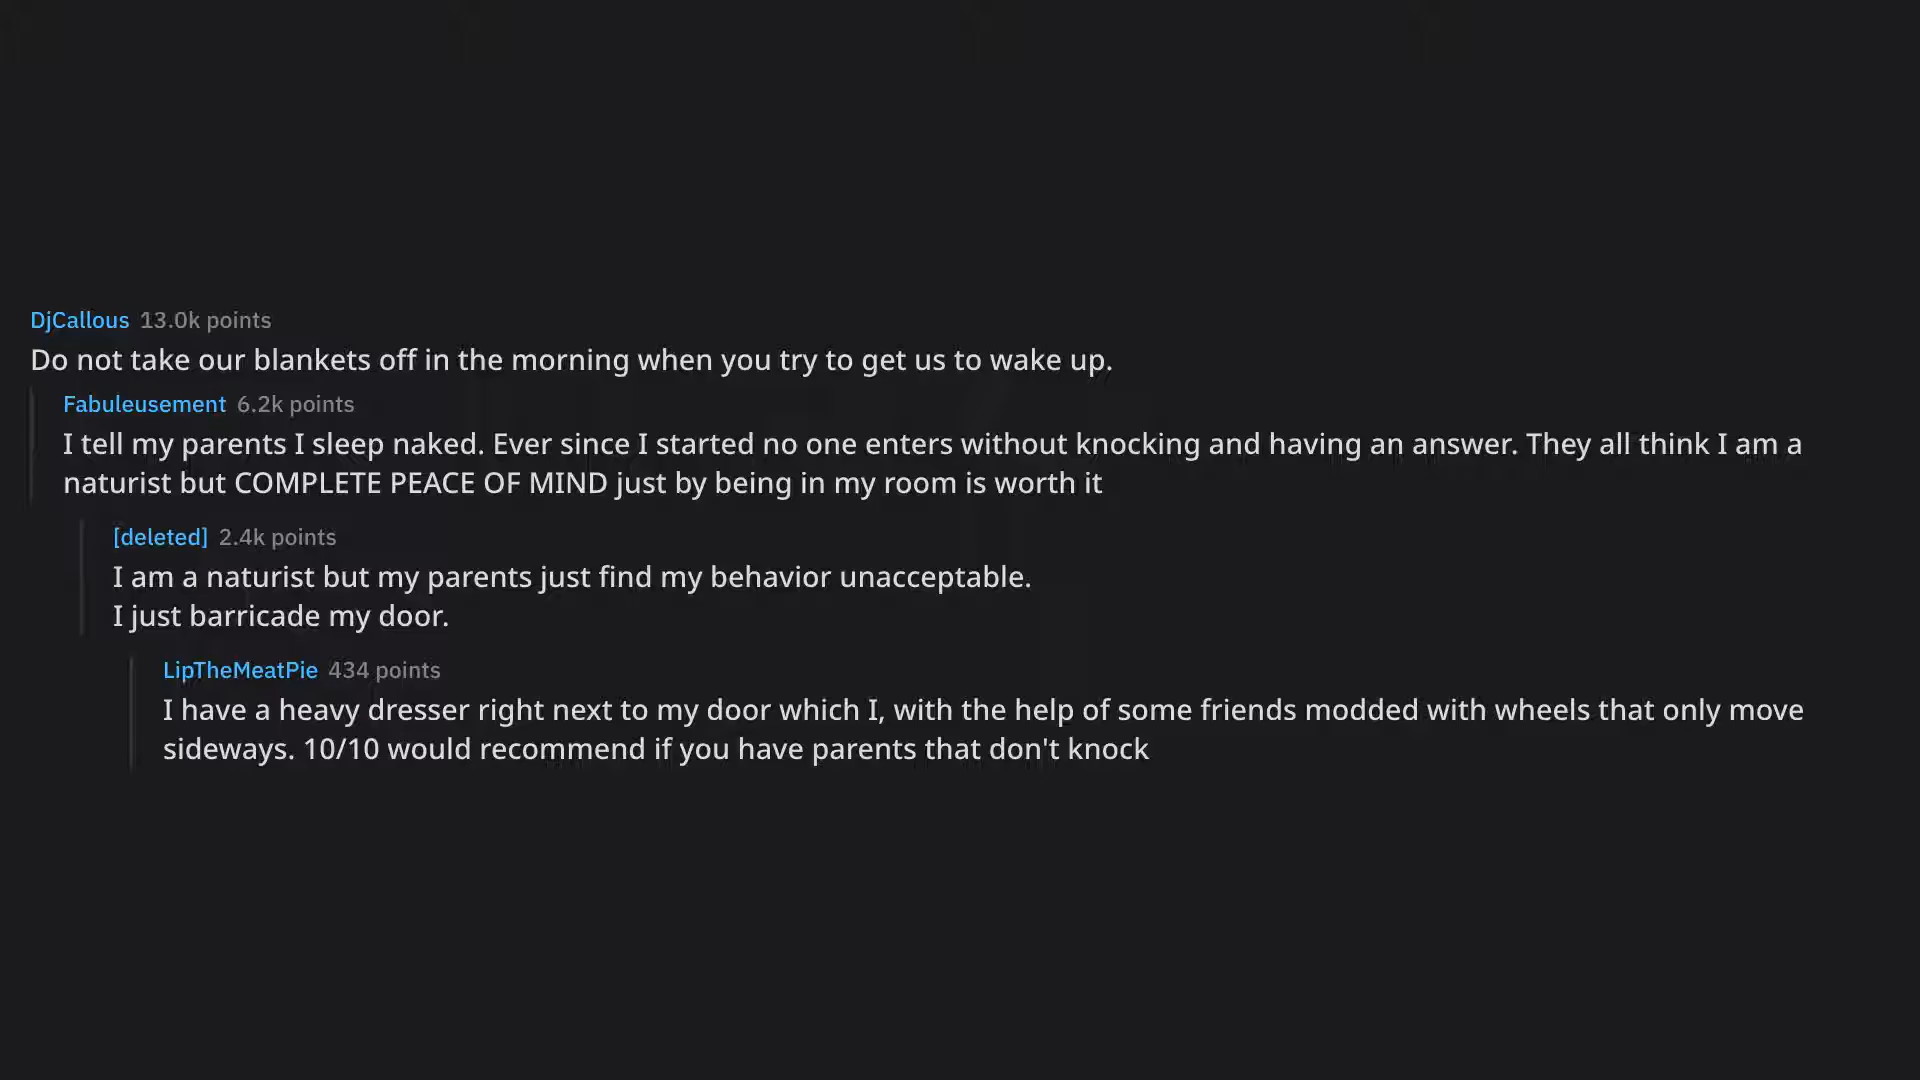 DjCallous 13.0k points
Do not take our blankets off in the morning when you try to get us to wake up.
Fabuleusement 6.2k points
I tell my parents I sleep naked. Ever since I started no one enters without knocking and having an answer. They all think I am a
naturist but COMPLETE PEACE OF MIND just by being in my room is worth it
[deleted] 2.4k points
I am a naturist but my parents just find my behavior unacceptable.
I just barricade my door.
LipTheMeatPie 434 points
I have a heavy dresser right next to my door which I, with the help of some friends modded with wheels that only move
sideways. 10/10 would recommend if you have parents that don't knock